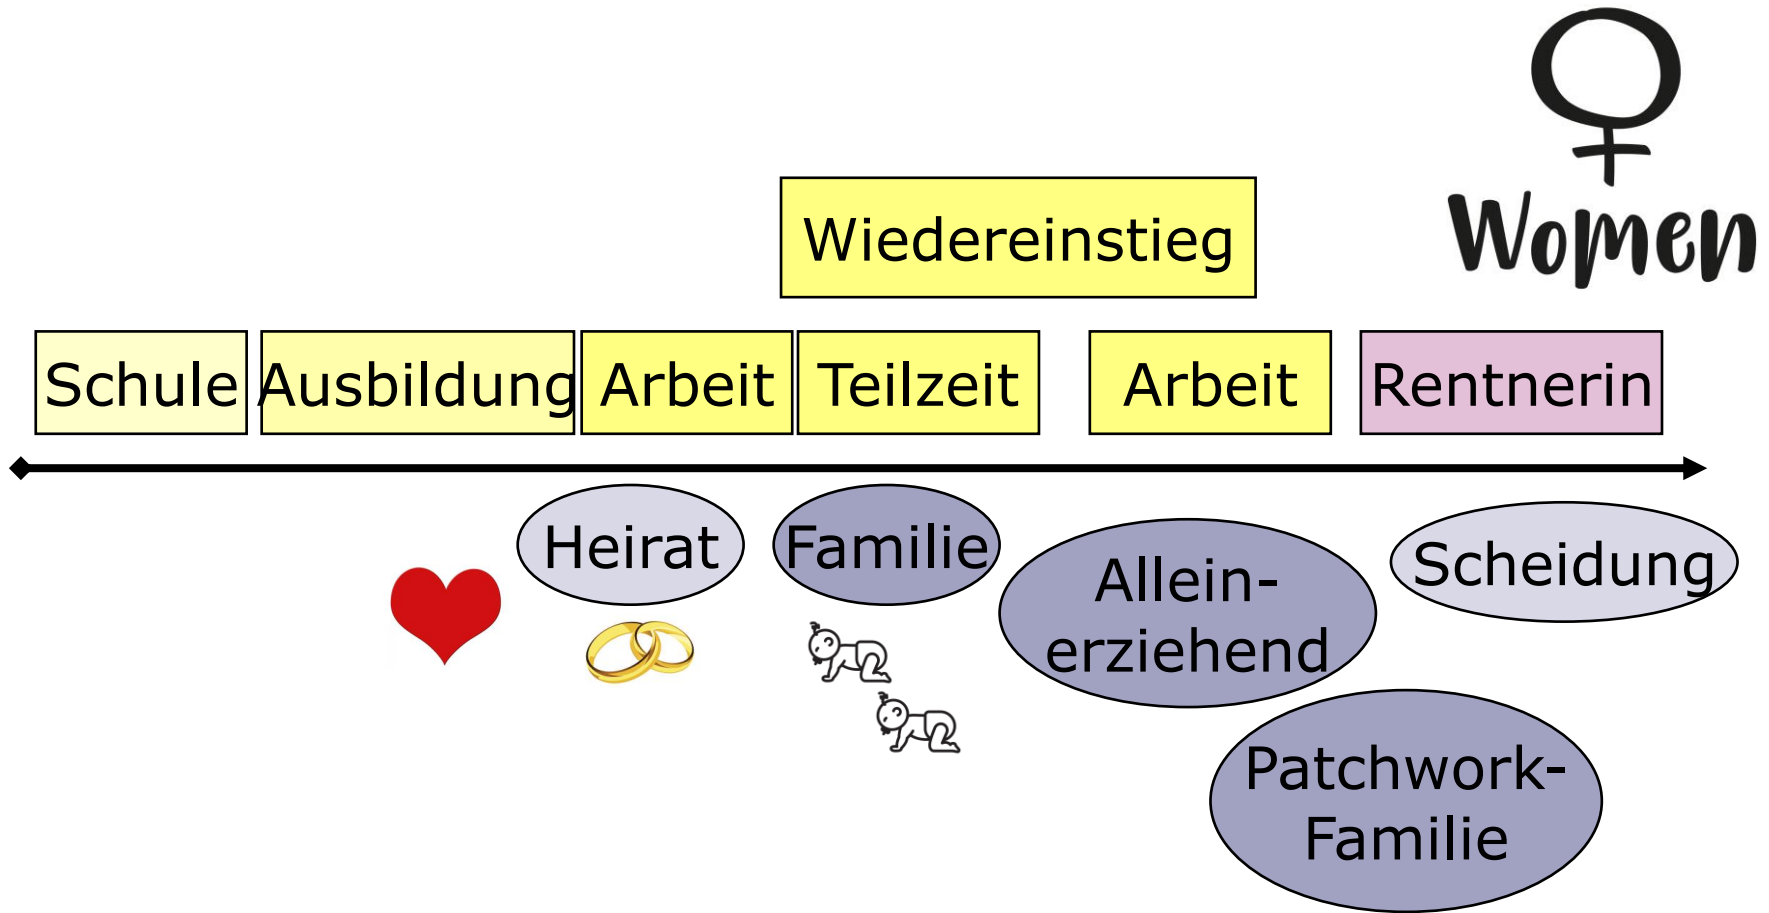 Women
Wiedereinstieg
Schule
Ausbildung
Arbeit
Teilzeit
Arbeit
Rentnerin
Heirat
Familie
Allein-
erziehend
Scheidung
Patchwork-
Familie